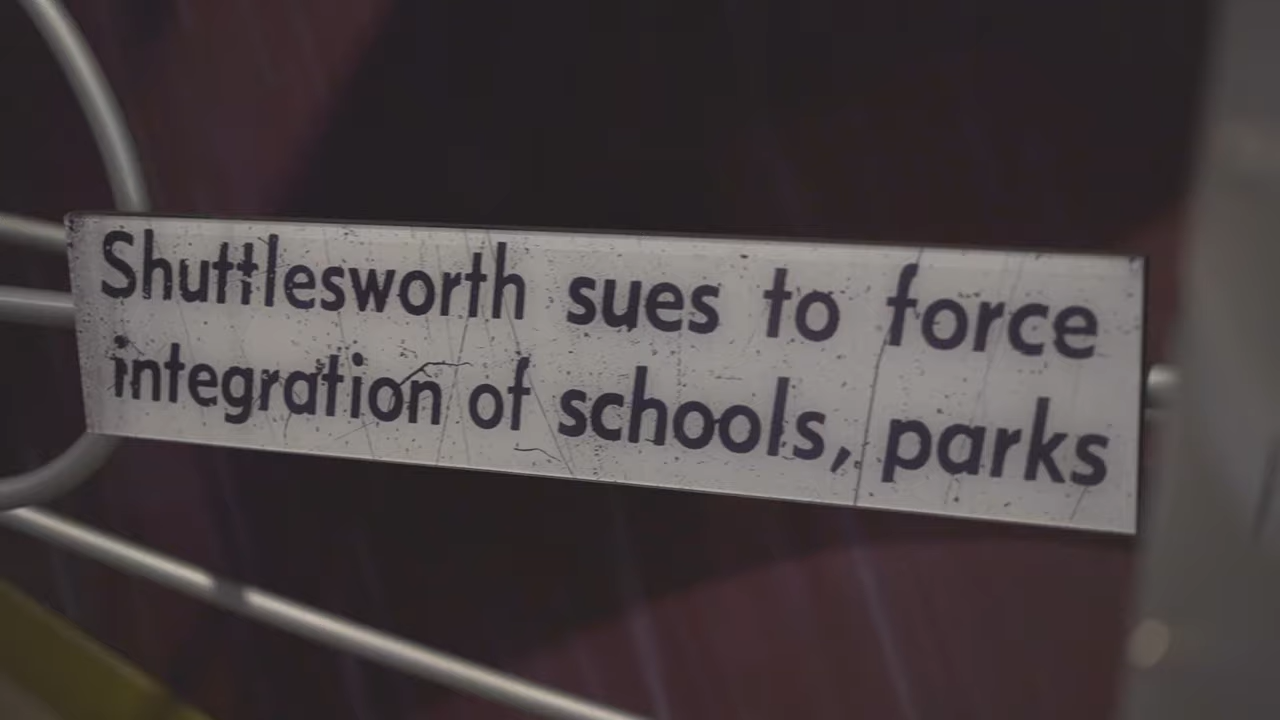 Shuttlesworth sues to force
integration of schools, parks